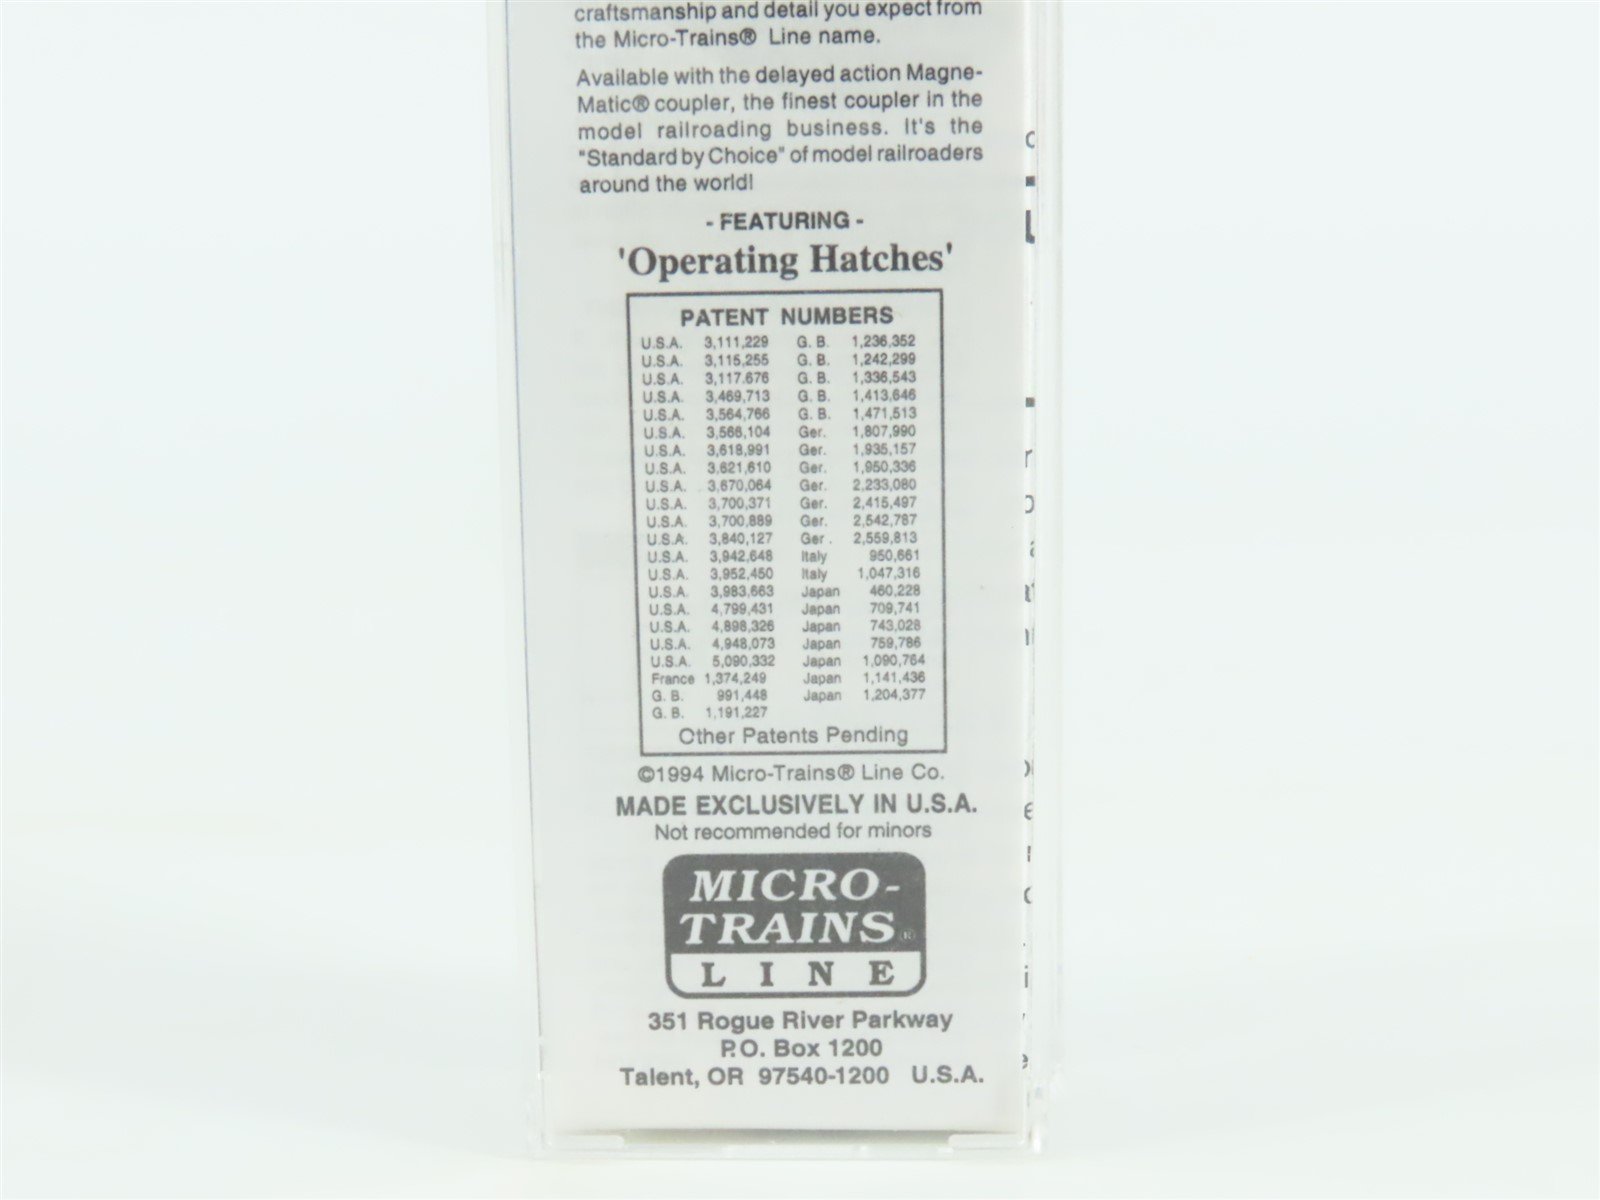 craftsmanship and detail you expect from
the Micro-Trains® Line name.
Available with the delayed action Magne-
Matic® coupler, the finest coupler in the
model railroading business. It's the
"Standard by Choice" of model railroaders
around the world!
- FEATURING -
'Operating Hatches'
PATENT NUMBERS
U.S.A. 3,111,229 G. B. 1,236,352
U.S.A. 3,115,255 G. B. 1,242,299
U.S.A. 3,117,676 G. B. 1,336,543
U.S.A. 3,469,713 G. B. 1,413,646
U.S.A. 3,564,766 G. B. 1,471,513
U.S.A. 3,566,104 Ger. 1,807,990
U.S.A. 3,618,991 Ger. 1,935,157
U.S.A. 3,621,610 Ger. 1,950,336
U.S.A. 3,670,064 Ger. 2,233,080
U.S.A. 3,700,371 Ger. 2,415,497
U.S.A. 3,700,889 Ger. 2,542,787
U.S.A. 3,840,127 Ger . 2,559,813
U.S.A. 3,942,648 Italy 950,661
U.S.A. 3,952,450 Italy 1,047,316
U.S.A. 3,983,663 Japan 460,228
U.S.A. 4,799,431 Japan 709,741
U.S.A. 4,898,326 Japan 743,028
U.S.A. 4,948,073 Japan 759,786
U.S.A. 5,090,332 Japan 1,090,764
France 1,374,249 Japan 1,141,436
G. B. 991,448 Japan 1,204,377
G. B. 1,191,227
Other Patents Pending
©1994 Micro-Trains® Line Co.
MADE EXCLUSIVELY IN U.S.A.
Not recommended for minors
MICRO-
TRAINS®
LINE
351 Rogue River Parkway
P.O. Box 1200
Talent, OR 97540-1200 U.S.A.